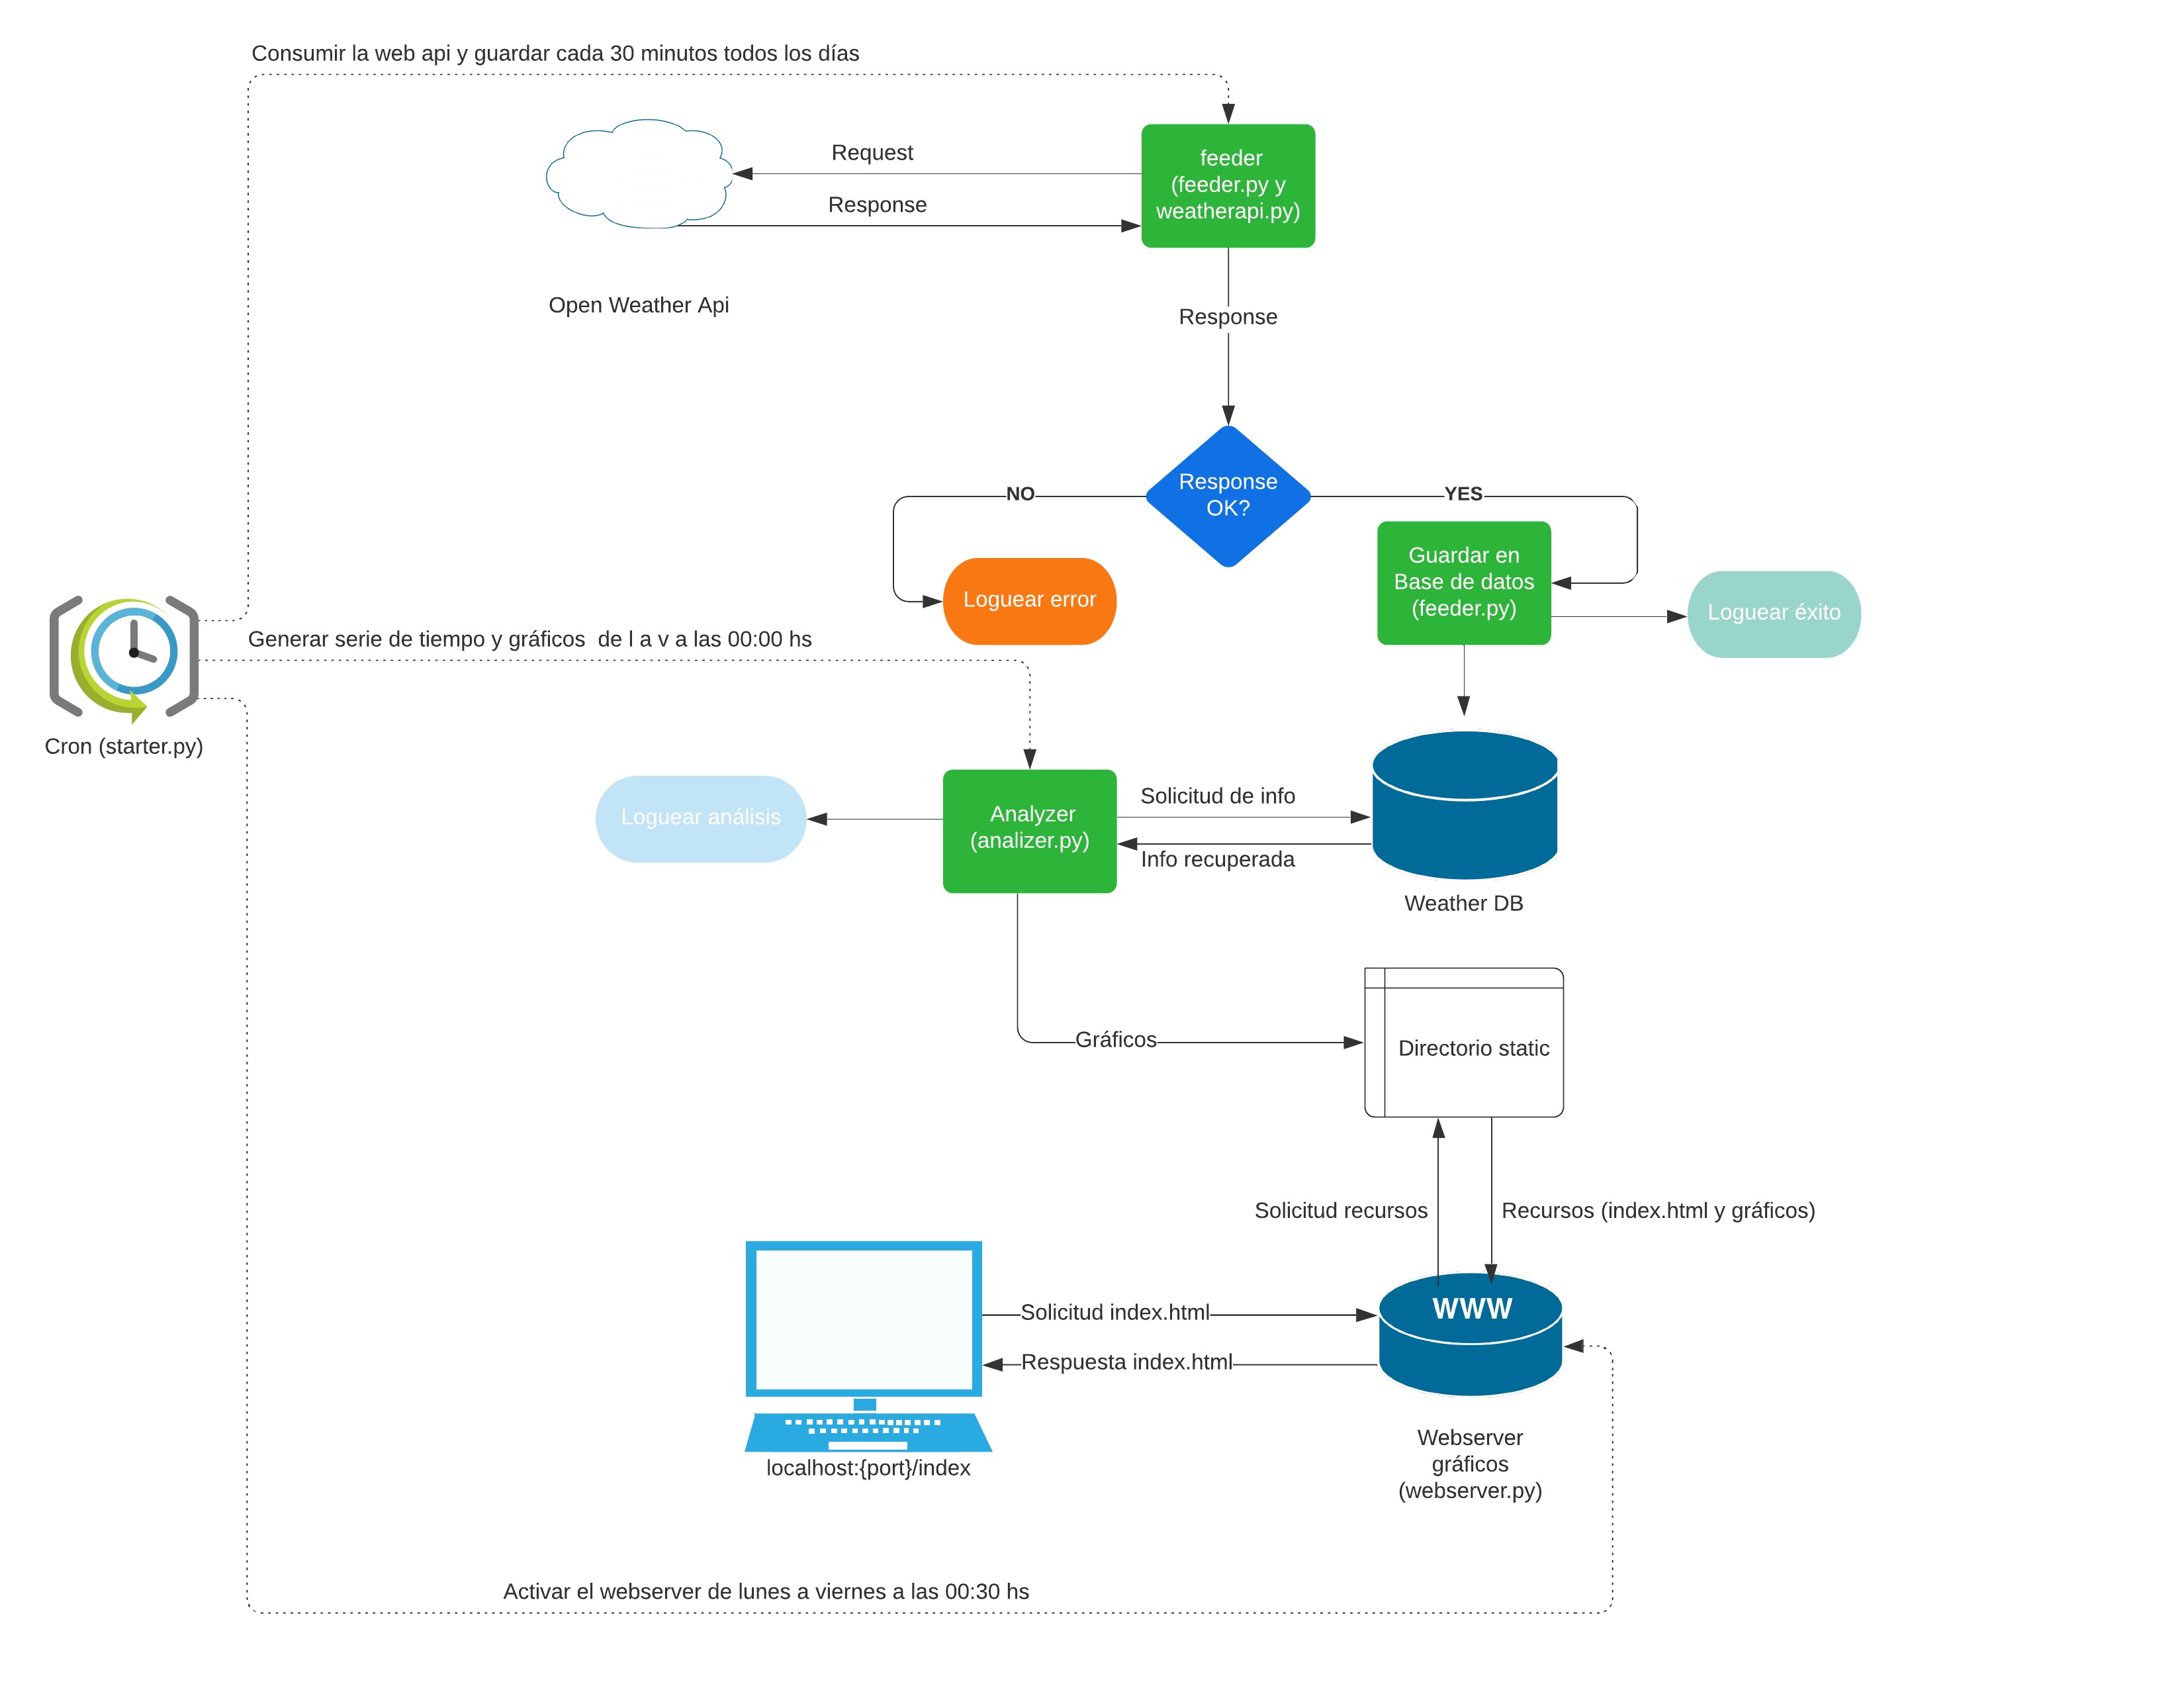 Consumir la web api y guardar cada 30 minutos todos los días
Request
Response
feeder
(feeder.py y
weatherapi.py)
Open Weather Api
Response
Response
OK?
NO
YES
Loguear error
Guardar en
Base de datos
(feeder.py)
Loguear éxito
Generar serie de tiempo y gráficos  de l a v a las 00:00 hs
Cron (starter.py)
Loguear análisis
Analyzer
(analizer.py)
Solicitud de info
Info recuperada
Weather DB
Gráficos
Directorio static
Solicitud recursos
Recursos (index.html y gráficos)
www
Solicitud index.html
Respuesta index.html
localhost:{port}/index
Webserver
gráficos
(webserver.py)
Activar el webserver de lunes a viernes a las 00:30 hs